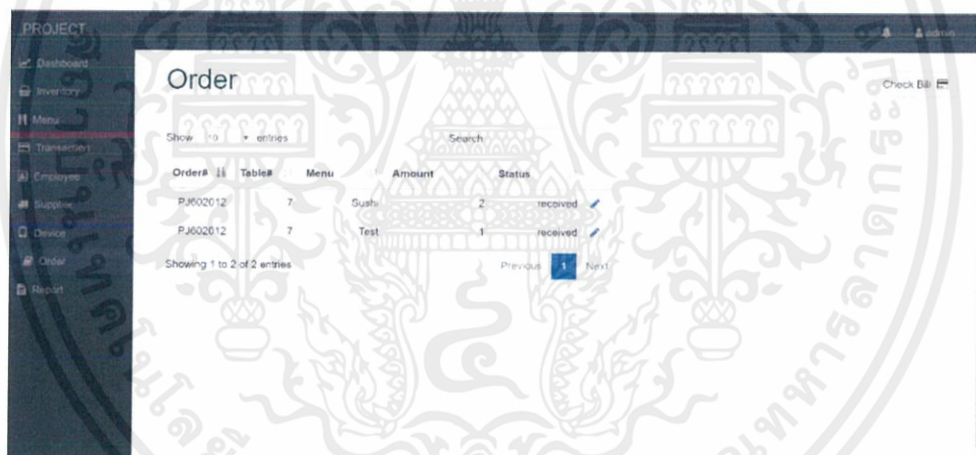 PROJECT
admin
Dashboard
Inventory
Menu
Transaction
Employee
Supplier
Device
Order
Report
Order
Check Bill
Show 10 entries
Search
Order# Table# Menu Amount Status
PJ602012 7 Sushi 2 received
PJ602012 7 Test 1 received
Showing 1 to 2 of 2 entries
Previous 1 Next